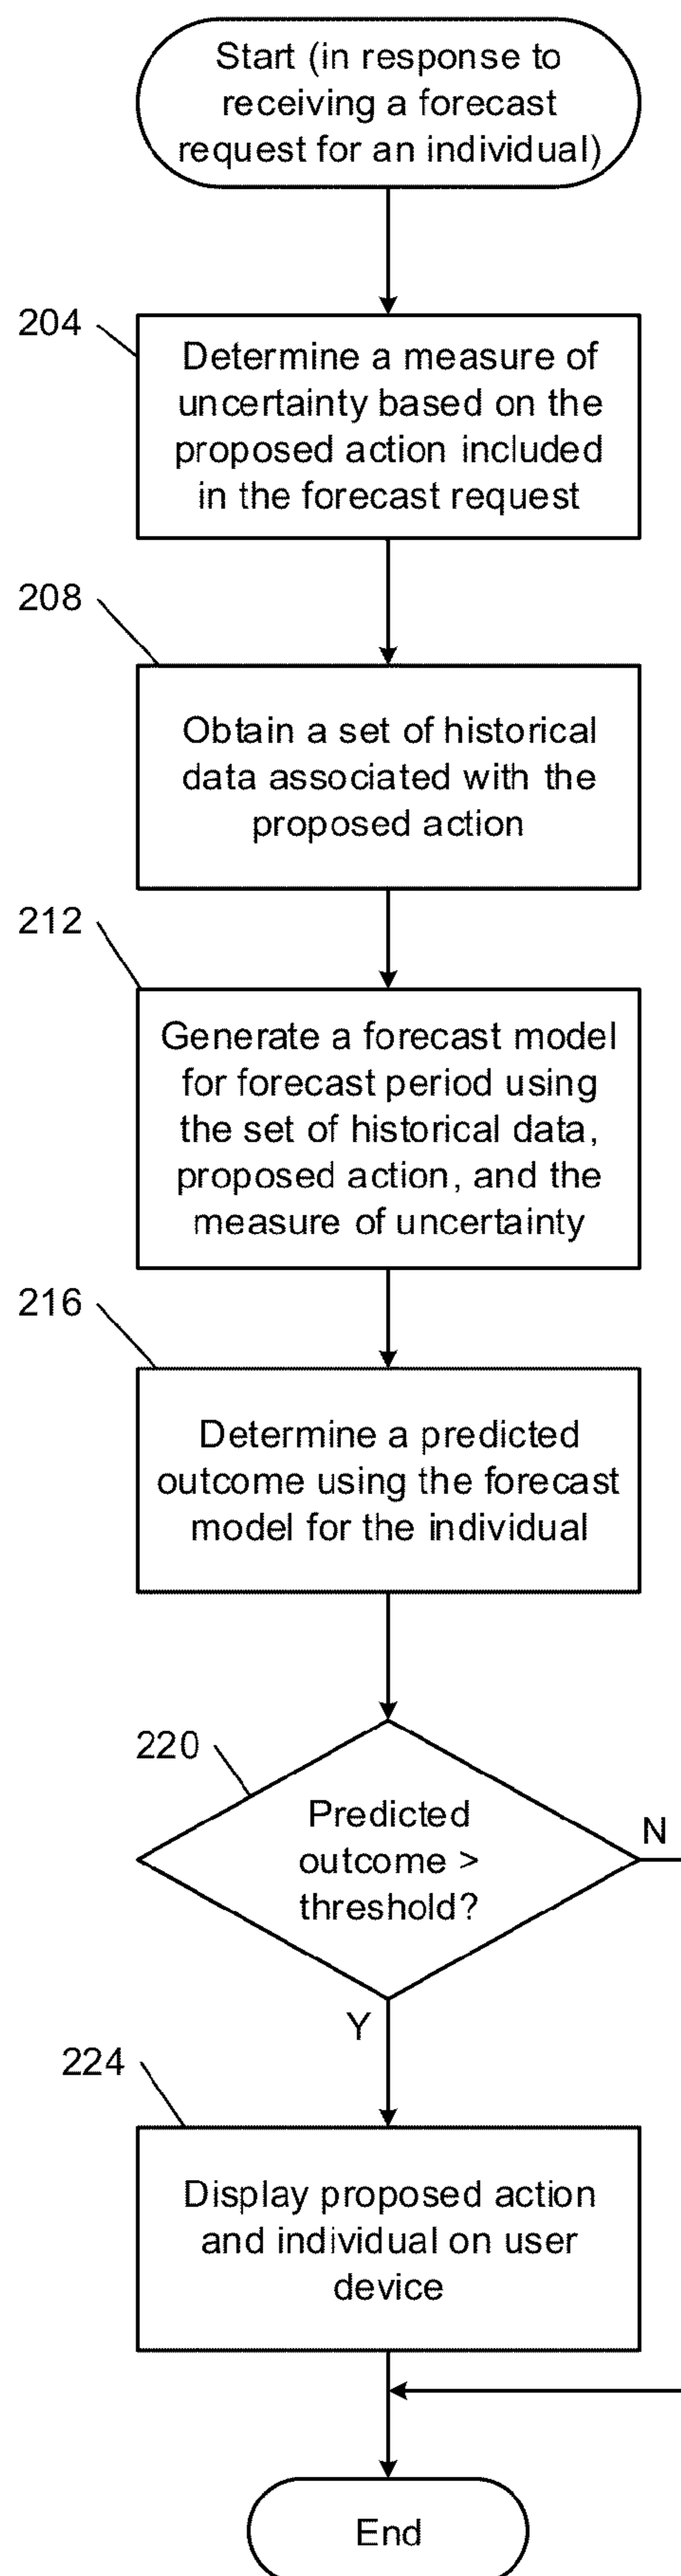 Start (in response to
receiving a forecast
request for an individual)
204
Determine a measure of
uncertainty based on the
proposed action included
in the forecast request
208
Obtain a set of historical
data associated with the
proposed action
212
Generate a forecast model
for forecast period using
the set of historical data,
proposed action, and the
measure of uncertainty
216
Determine a predicted
outcome using the forecast
model for the individual
220
Predicted
outcome >
threshold?
N
Y
224
Display proposed action
and individual on user
device
End